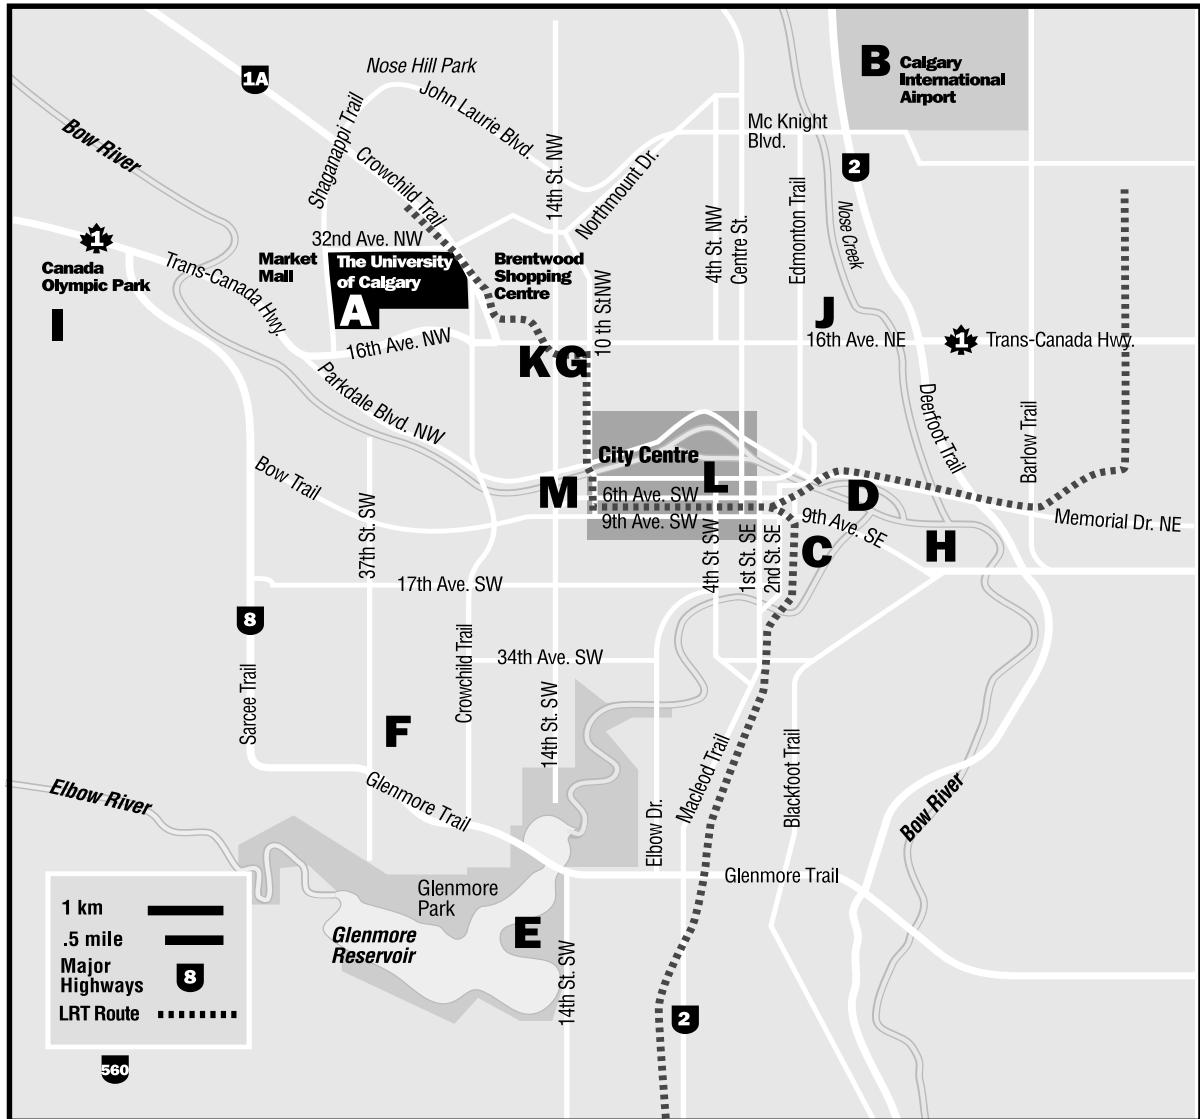 B
Calgary
International
Airport
Nose Hill Park
1A
John Laurie Blvd.
Shaganappi Trail
Bow River
Crowchild Trail
14th St. NW
Northmount Dr.
Mc Knight
Blvd.
2
Nose Creek
4th St. NW
Centre St.
Edmonton Trail
32nd Ave. NW
Market
Mall
The University
of Calgary
A
Brentwood
Shopping
Centre
10 th St.NW
1
Canada
Olympic Park
I
Trans-Canada Hwy.
16th Ave. NW
J
16th Ave. NE
1
Trans-Canada Hwy.
K
G
Parkdale Blvd. NW
Deerfoot Trail
Barlow Trail
City Centre
L
M
6th Ave. SW
9th Ave. SW
D
9th Ave. SE
Memorial Dr. NE
H
C
Bow Trail
37th St. SW
4th St SW
1st St. SE
2nd St. SE
17th Ave. SW
8
Sarcee Trail
Crowchild Trail
34th Ave. SW
14th St. SW
F
Glenmore Trail
Elbow Dr.
Macleod Trail
Blackfoot Trail
Bow River
Elbow River
Glenmore Trail
Glenmore
Park
E
Glenmore
Reservoir
14th St. SW
2
1 km
.5 mile
Major
Highways
8
LRT Route
560